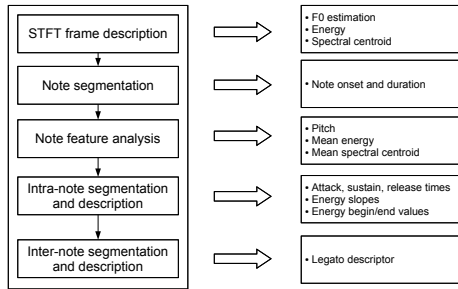 STFT frame description
• F0 estimation
• Energy
• Spectral centroid
Note segmentation
• Note onset and duration
Note feature analysis
• Pitch
• Mean energy
• Mean spectral centroid
Intra-note segmentation
and description
• Attack, sustain, release times
• Energy slopes
• Energy begin/end values
Inter-note segmentation
and description
• Legato descriptor